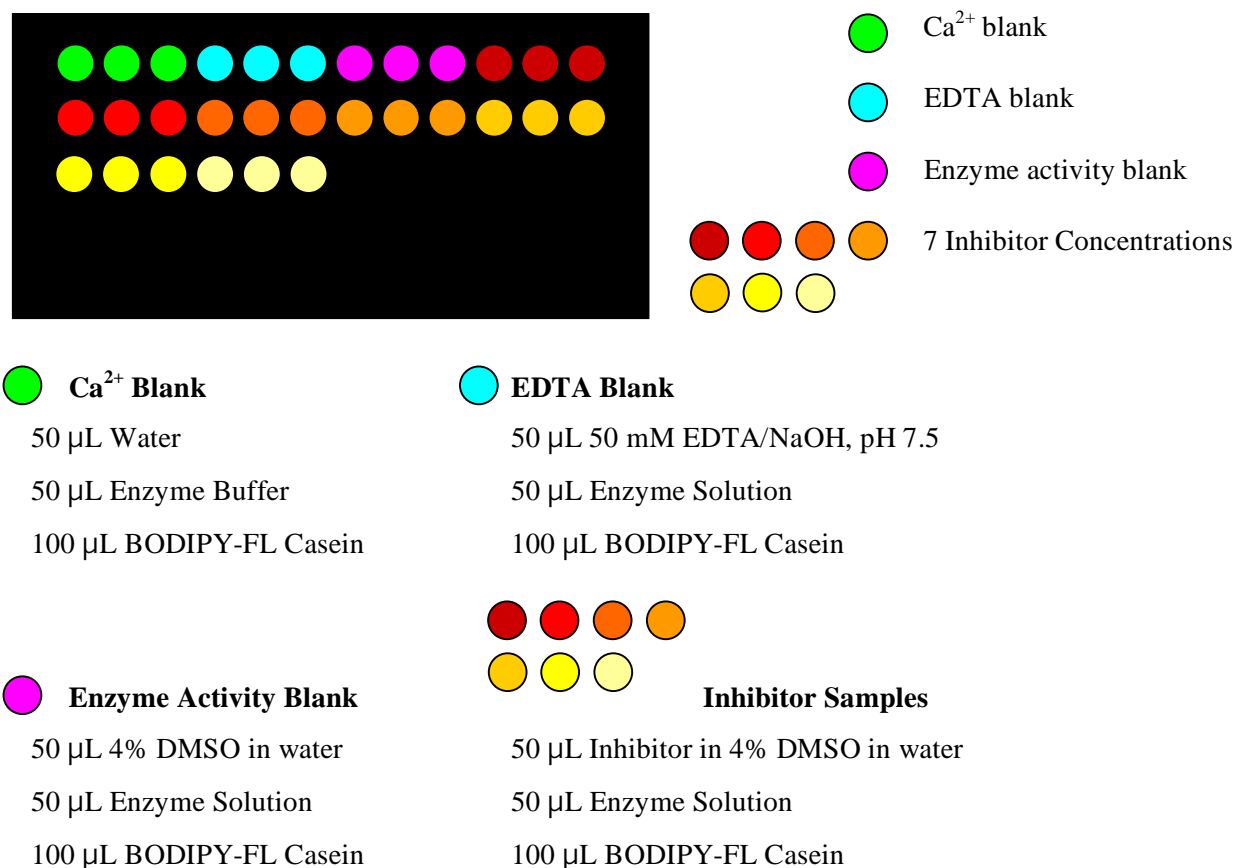 Ca²⁺ blank
EDTA blank
Enzyme activity blank
7 Inhibitor Concentrations
Ca²⁺ Blank
50 μL Water
50 μL Enzyme Buffer
100 μL BODIPY-FL Casein
EDTA Blank
50 μL 50 mM EDTA/NaOH, pH 7.5
50 μL Enzyme Solution
100 μL BODIPY-FL Casein
Enzyme Activity Blank
50 μL 4% DMSO in water
50 μL Enzyme Solution
100 μL BODIPY-FL Casein
Inhibitor Samples
50 μL Inhibitor in 4% DMSO in water
50 μL Enzyme Solution
100 μL BODIPY-FL Casein